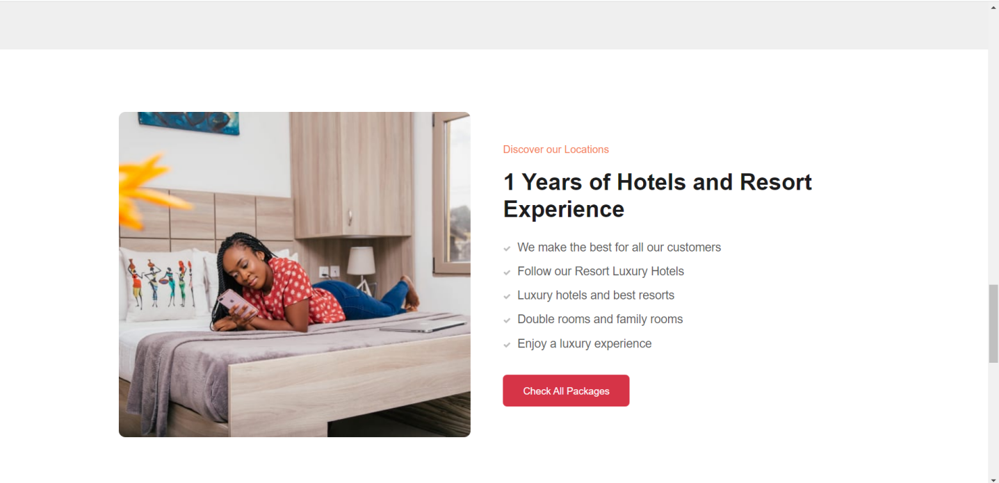 Discover our Locations
1 Years of Hotels and Resort
Experience
We make the best for all our customers
Follow our Resort Luxury Hotels
Luxury hotels and best resorts
Double rooms and family rooms
Enjoy a luxury experience
Check All Packages